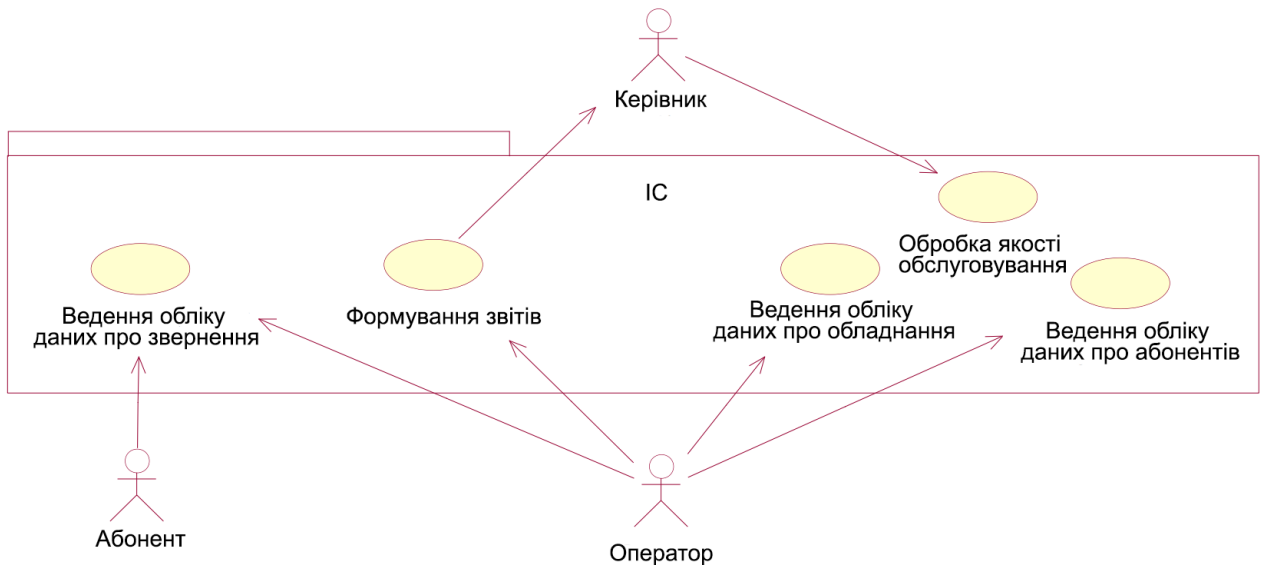 Керівник
ІС
Обробка якості
обслуговування
Ведення обліку
даних про звернення
Формування звітів
Ведення обліку
даних про обладнання
Ведення обліку
даних про абонентів
Абонент
Оператор